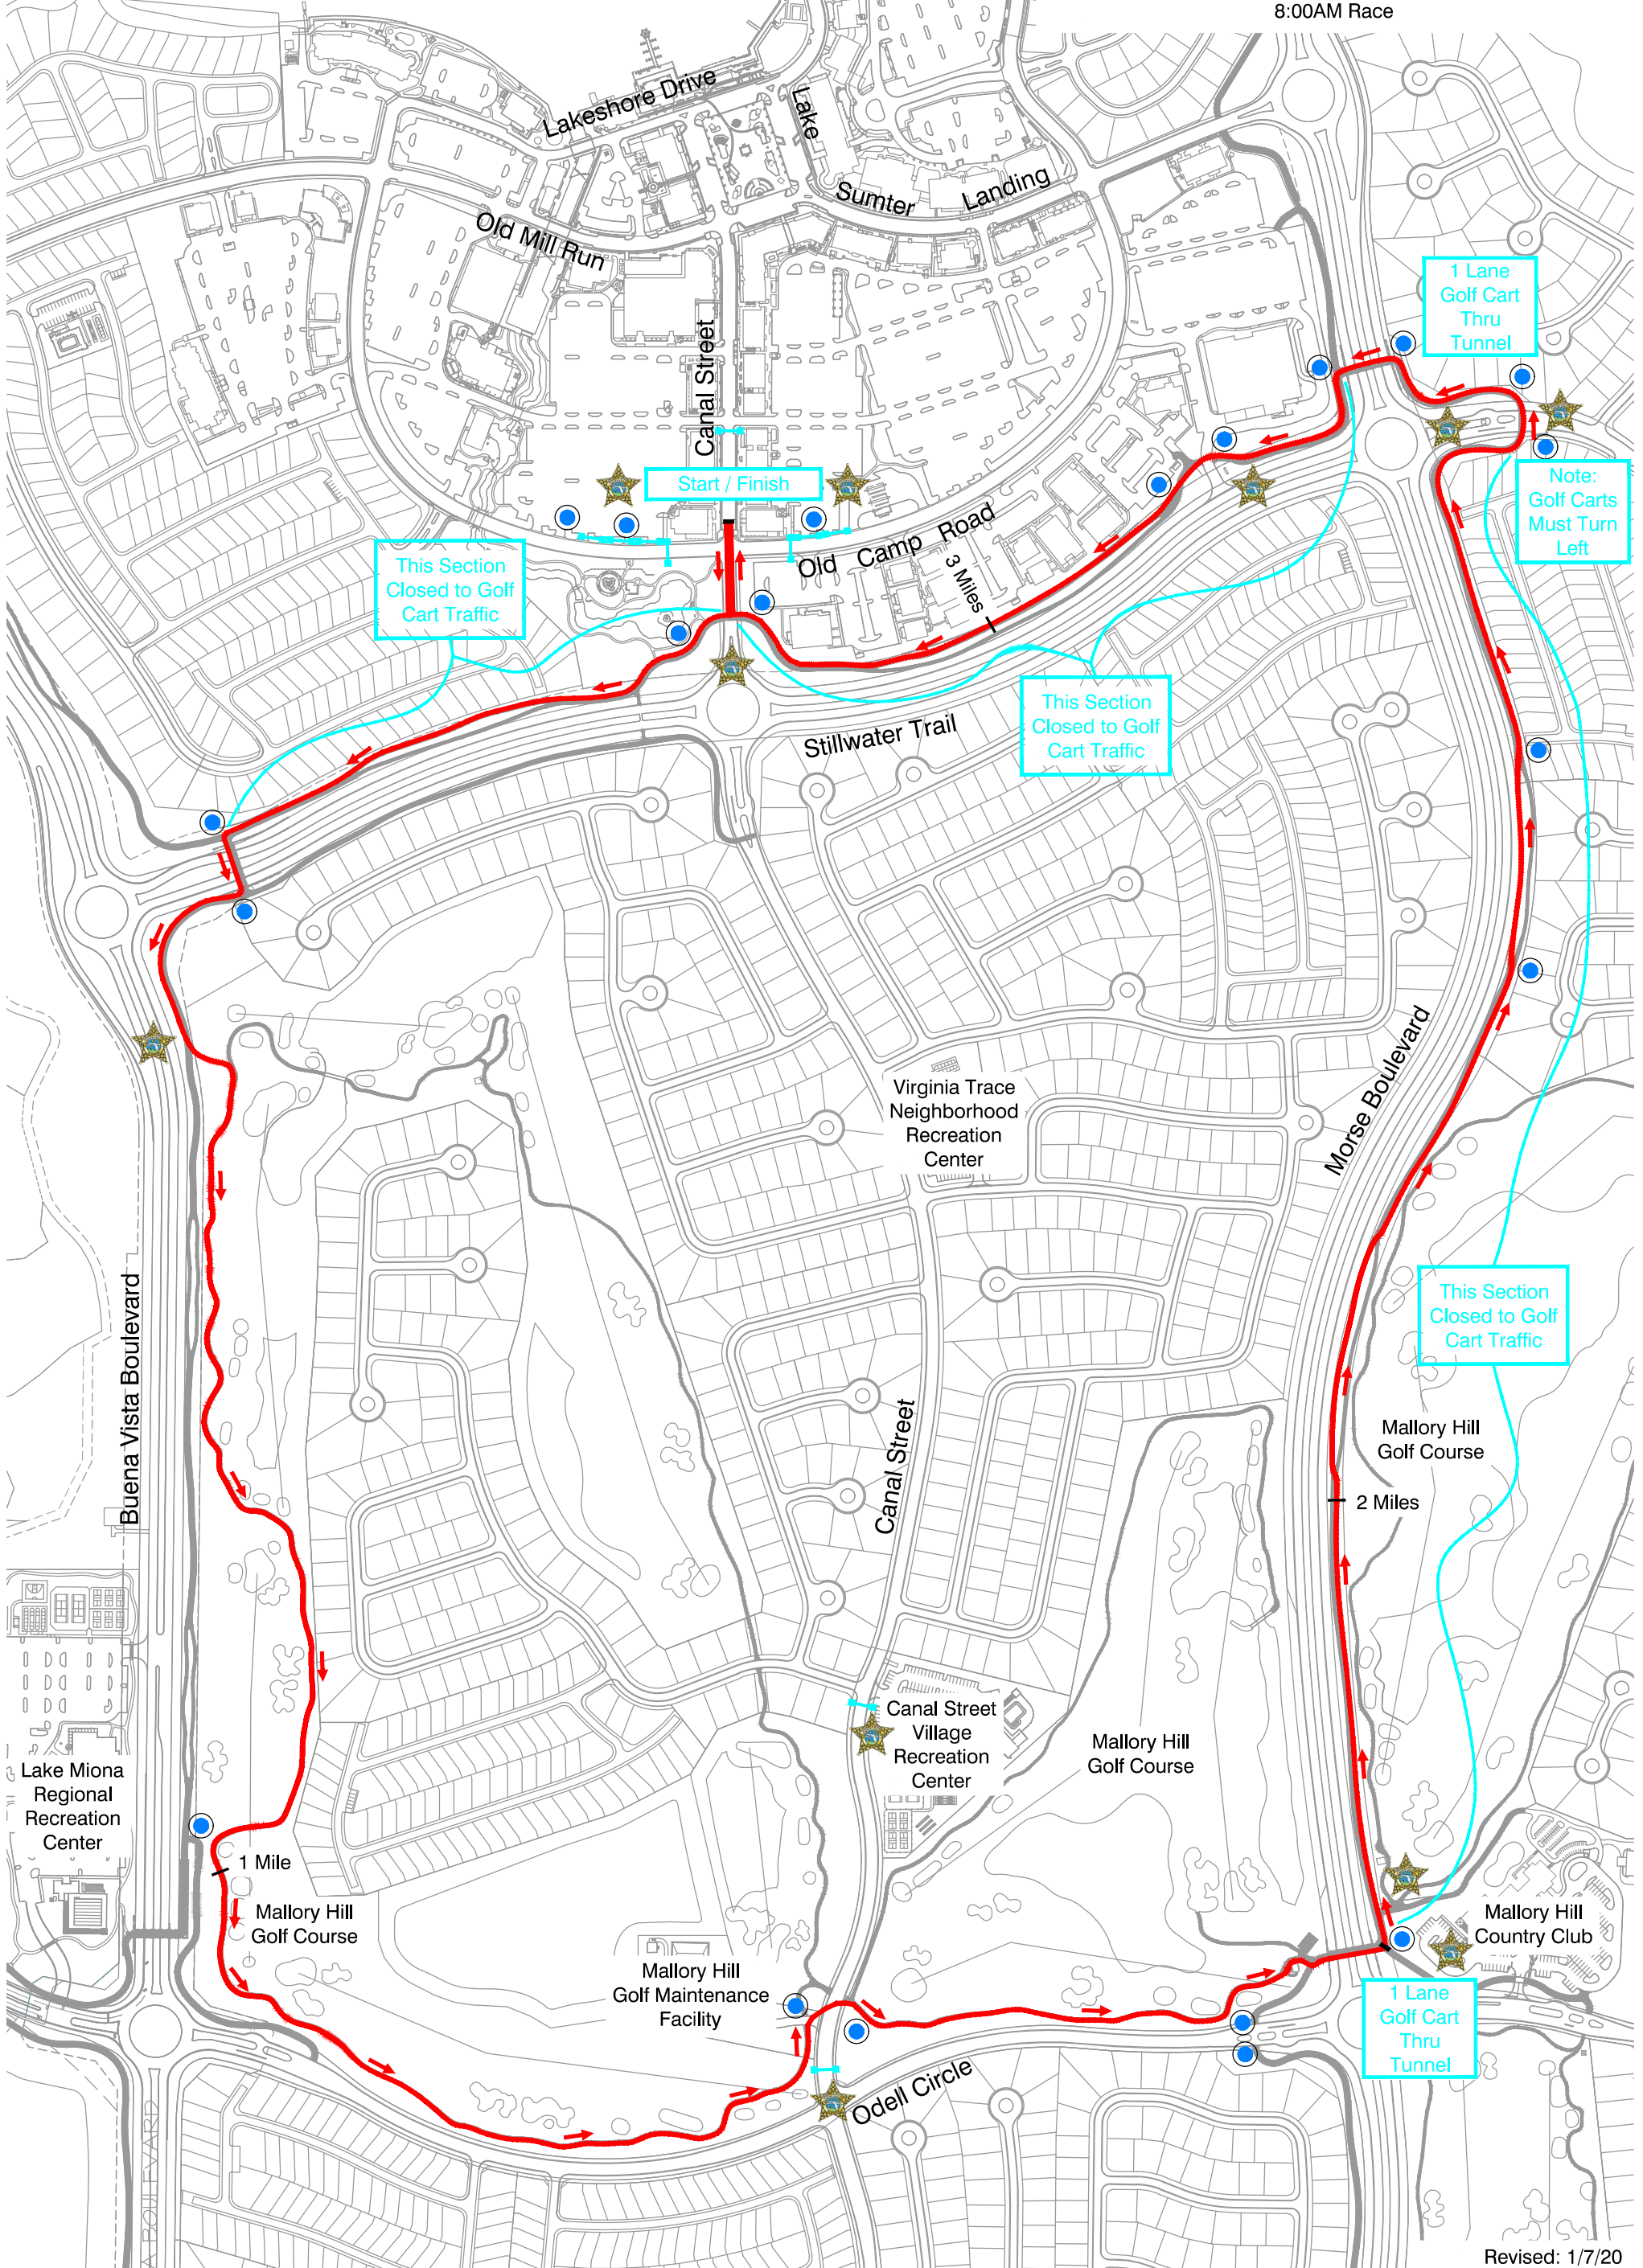 8:00AM Race
Lakeshore Drive
Lake
Sumter
Landing
Old Mill Run
1 Lane
Golf Cart
Thru
Tunnel
Canal Street
Start / Finish
Note:
Golf Carts
Must Turn
Left
Old Camp Road
3 Miles
This Section
Closed to Golf
Cart Traffic
This Section
Closed to Golf
Cart Traffic
Stillwater Trail
Virginia Trace
Neighborhood
Recreation
Center
Morse Boulevard
Buena Vista Boulevard
This Section
Closed to Golf
Cart Traffic
Canal Street
Mallory Hill
Golf Course
2 Miles
Canal Street
Village
Recreation
Center
Mallory Hill
Golf Course
Lake Miona
Regional
Recreation
Center
1 Mile
Mallory Hill
Golf Course
Mallory Hill
Country Club
Mallory Hill
Golf Maintenance
Facility
1 Lane
Golf Cart
Thru
Tunnel
Odell Circle
Revised: 1/7/20